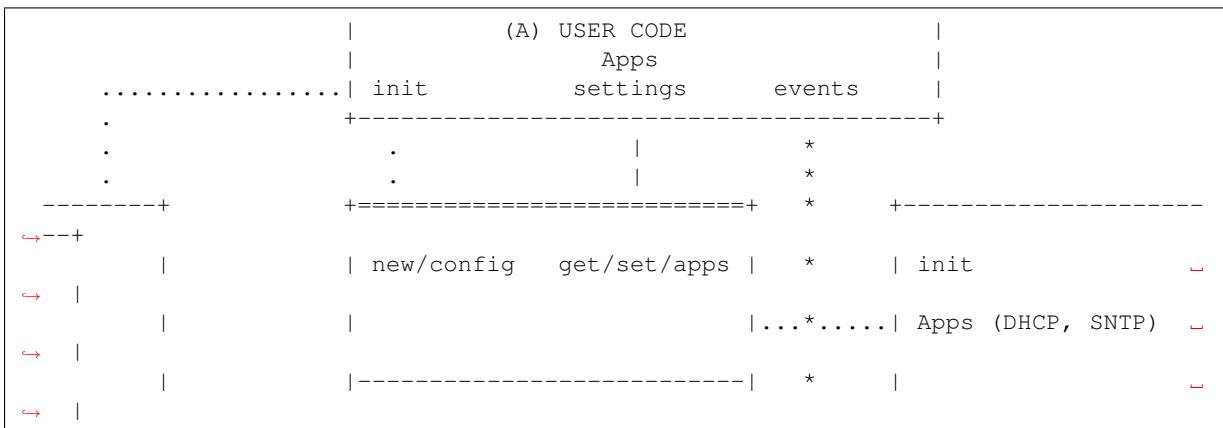 |          (A) USER CODE                 |
                            |                 Apps                   |
       .................| init          settings      events     |
       .                +----------------------------------------+
       .                   .                |           *
       .                   .                |           *
   --------+            +===========================+   *     +---------------------
↪--+
           |            | new/config   get/set/apps |   *     | init                ␣
↪  |
           |            |                           |...*.....| Apps (DHCP, SNTP)  ␣
↪  |
           |            |---------------------------|   *     |                     ␣
↪  |